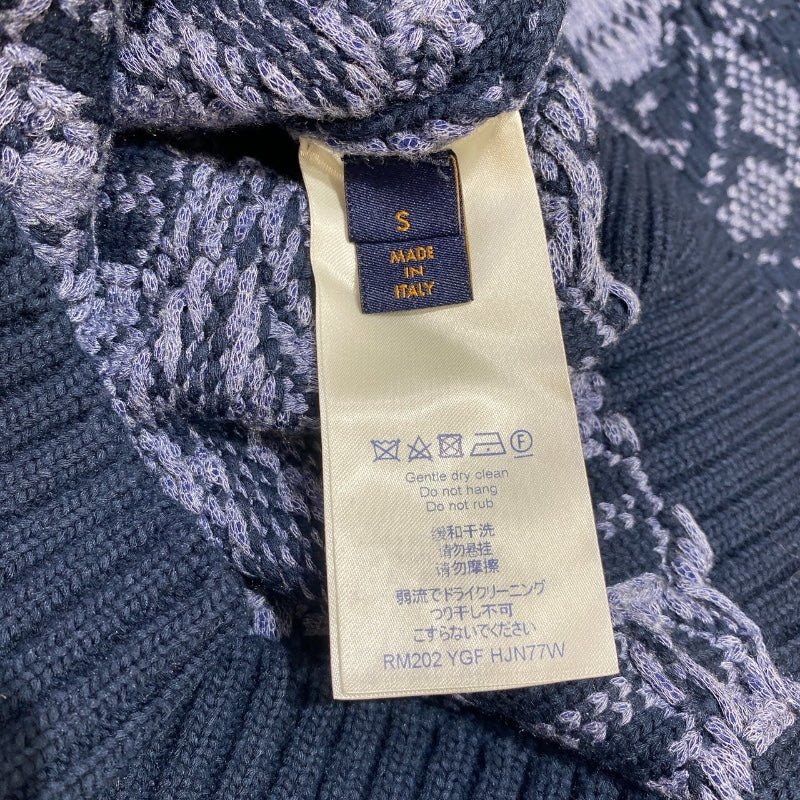 S
MADE
IN
ITALY
F
Gentle dry clean
Do not hang
Do not rub
缓和干洗
请勿悬挂
请勿摩擦
弱流でドライクリーニング
つり干し不可
こすらないでください
RM202 YGF HJN77W